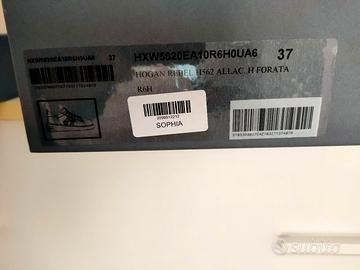 HXW5620EA10R6H0UA6 37
HXW5620EA10R6H0UA6 37
HOGAN REBEL H562 ALLAC. H FORATA
R6H
SOPHIA
subito